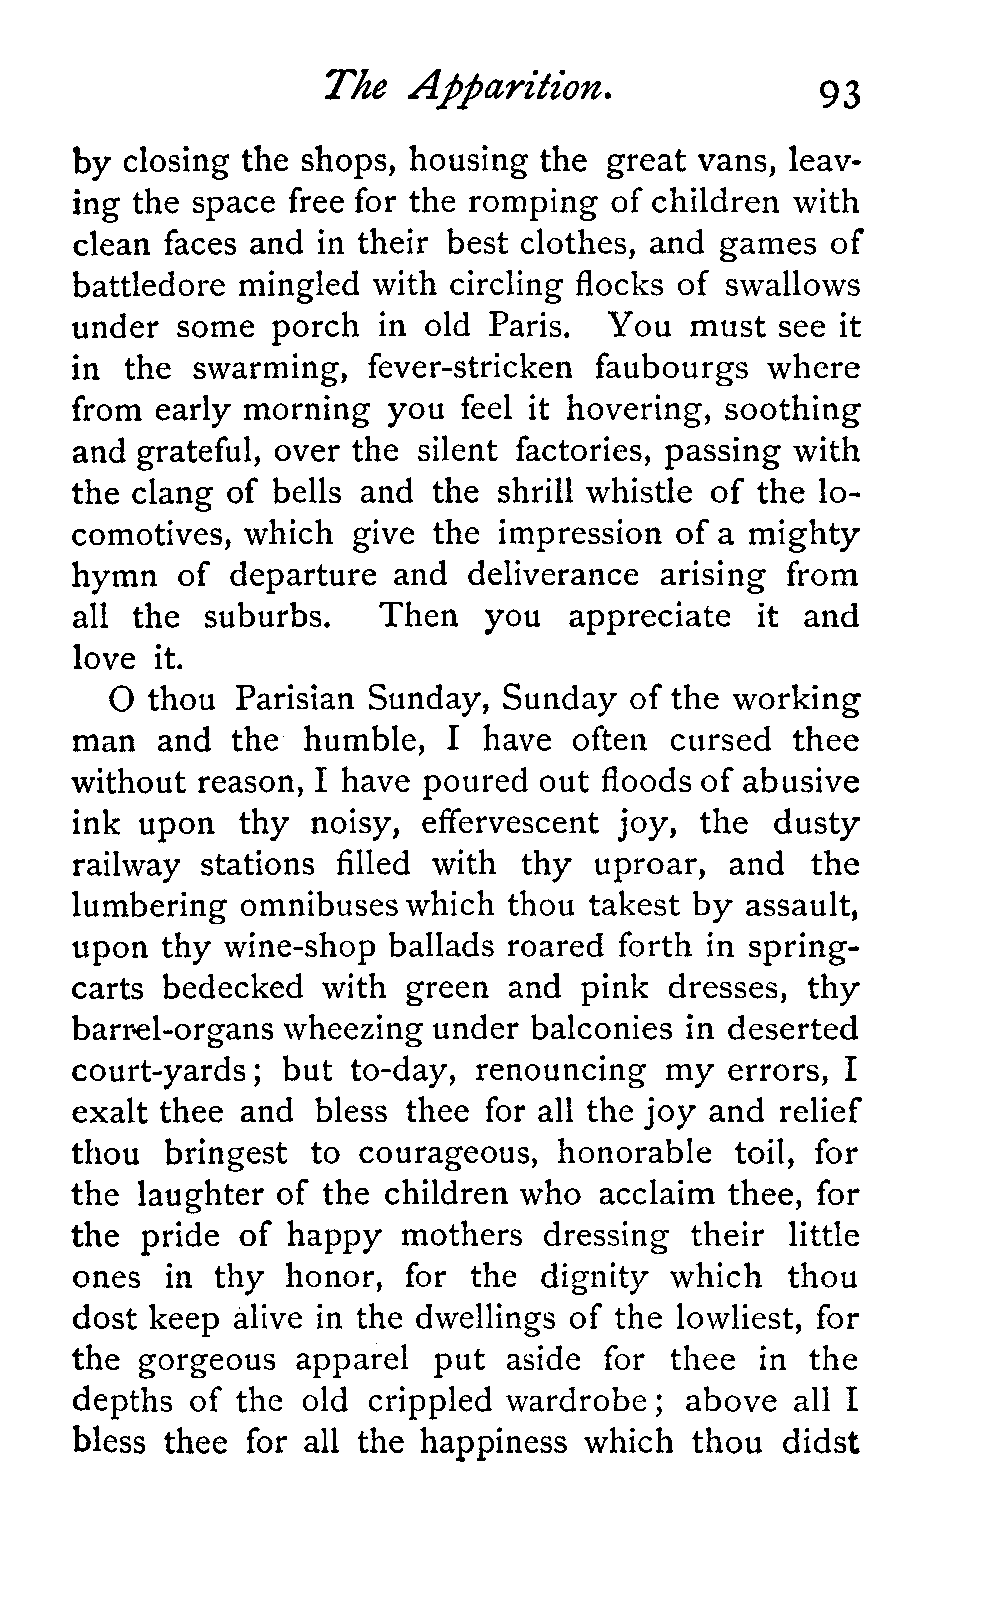 The Apparition. 93
by closing the shops, housing the great vans, leav-
ing the space free for the romping of children with
clean faces and in their best clothes, and games of
battledore mingled with circling flocks of swallows
under some porch in old Paris. You must see it
in the swarming, fever-stricken faubourgs where
from early morning you feel it hovering, soothing
and grateful, over the silent factories, passing with
the clang of bells and the shrill whistle of the lo-
comotives, which give the impression of a mighty
hymn of departure and deliverance arising from
all the suburbs. Then you appreciate it and
love it.
O thou Parisian Sunday, Sunday of the working
man and the humble, I have often cursed thee
without reason, I have poured out floods of abusive
ink upon thy noisy, effervescent joy, the dusty
railway stations filled with thy uproar, and the
lumbering omnibuses which thou takest by assault,
upon thy wine-shop ballads roared forth in spring-
carts bedecked with green and pink dresses, thy
barrel-organs wheezing under balconies in deserted
court-yards; but to-day, renouncing my errors, I
exalt thee and bless thee for all the joy and relief
thou bringest to courageous, honorable toil, for
the laughter of the children who acclaim thee, for
the pride of happy mothers dressing their little
ones in thy honor, for the dignity which thou
dost keep alive in the dwellings of the lowliest, for
the gorgeous apparel put aside for thee in the
depths of the old crippled wardrobe; above all I
bless thee for all the happiness which thou didst